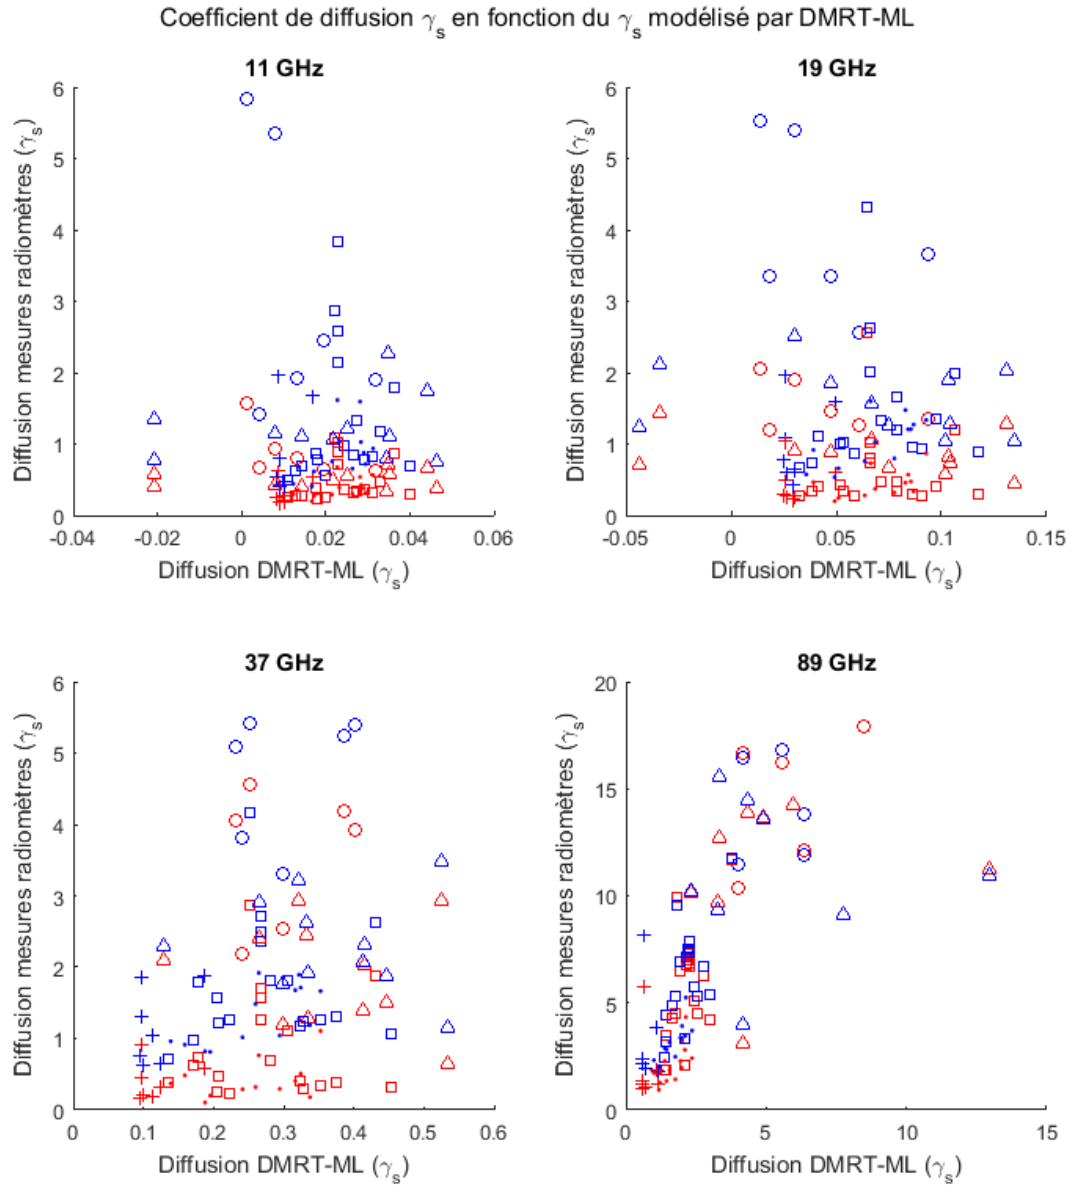 Coefficient de diffusion γs en fonction du γs modélisé par DMRT-ML
11 GHz
Diffusion mesures radiomètres (γs)
6
5
4
3
2
1
0
-0.04 -0.02 0 0.02 0.04 0.06
Diffusion DMRT-ML (γs)
19 GHz
Diffusion mesures radiomètres (γs)
6
5
4
3
2
1
0
-0.05 0 0.05 0.1 0.15
Diffusion DMRT-ML (γs)
37 GHz
Diffusion mesures radiomètres (γs)
6
5
4
3
2
1
0
0 0.1 0.2 0.3 0.4 0.5 0.6
Diffusion DMRT-ML (γs)
89 GHz
Diffusion mesures radiomètres (γs)
20
15
10
5
0
0 5 10 15
Diffusion DMRT-ML (γs)